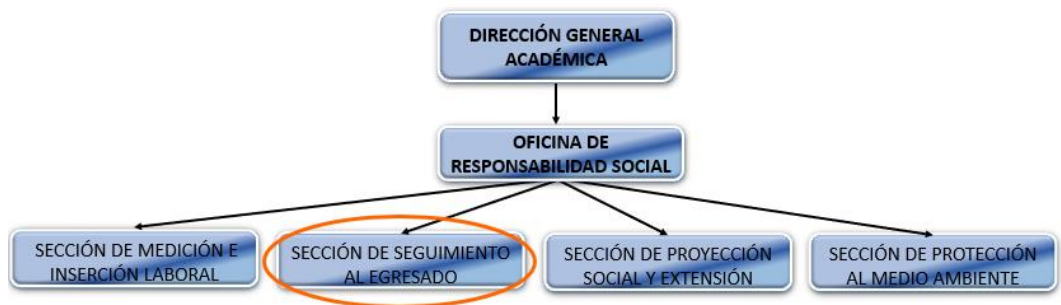 DIRECCIÓN GENERAL
ACADÉMICA
OFICINA DE
RESPONSABILIDAD SOCIAL
SECCIÓN DE MEDICIÓN E
INSERCIÓN LABORAL
SECCIÓN DE SEGUIMIENTO
AL EGRESADO
SECCIÓN DE PROYECCIÓN
SOCIAL Y EXTENSIÓN
SECCIÓN DE PROTECCIÓN
AL MEDIO AMBIENTE